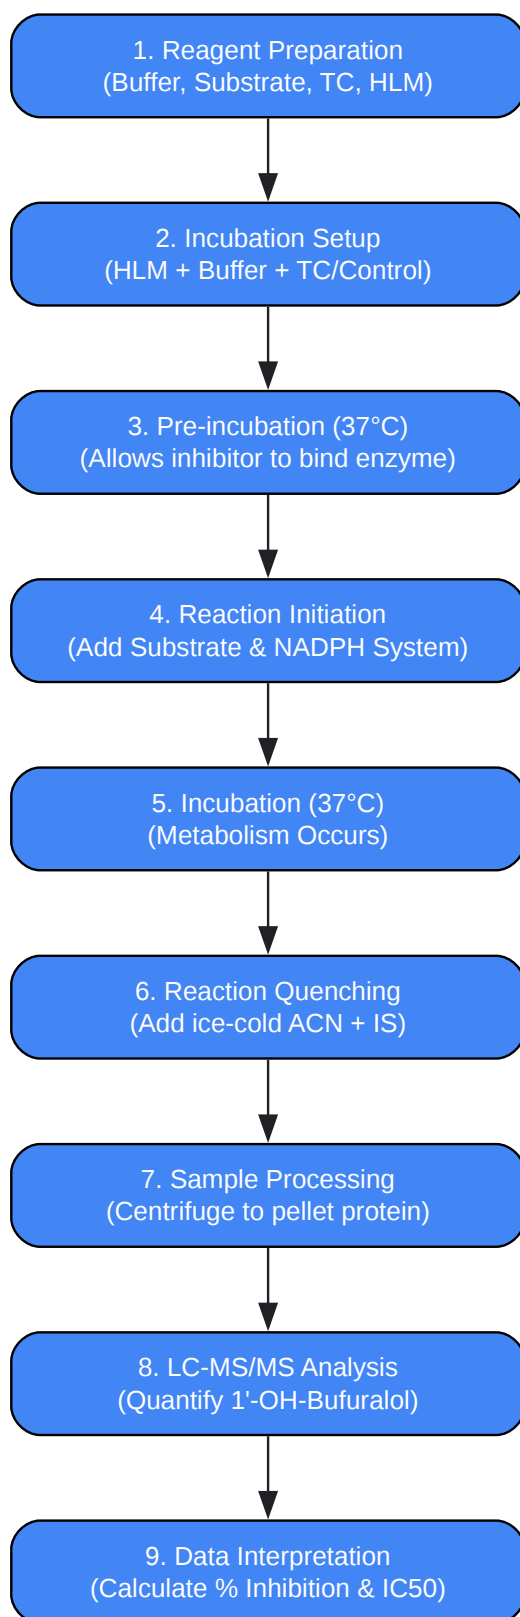 1. Reagent Preparation
(Buffer, Substrate, TC, HLM)
2. Incubation Setup
(HLM + Buffer + TC/Control)
3. Pre-incubation (37°C)
(Allows inhibitor to bind enzyme)
4. Reaction Initiation
(Add Substrate & NADPH System)
5. Incubation (37°C)
(Metabolism Occurs)
6. Reaction Quenching
(Add ice-cold ACN + IS)
7. Sample Processing
(Centrifuge to pellet protein)
8. LC-MS/MS Analysis
(Quantify 1'-OH-Bufuralol)
9. Data Interpretation
(Calculate % Inhibition & IC50)